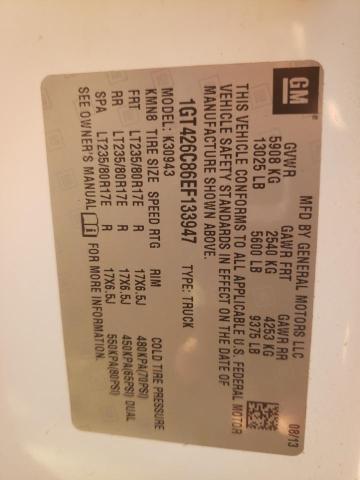 GM
MFD BY GENERAL MOTORS LLC 08/13
GVWR GAWR FRT GAWR RR
5908 KG 2540 KG 4253 KG
13025 LB 5600 LB 9375 LB
THIS VEHICLE CONFORMS TO ALL APPLICABLE U.S. FEDERAL MOTOR
VEHICLE SAFETY STANDARDS IN EFFECT ON THE DATE OF
MANUFACTURE SHOWN ABOVE.
1GT426C86EF133947 TYPE: TRUCK
MODEL: K30943
KMN8 TIRE SIZE SPEED RTG RIM COLD TIRE PRESSURE
FRT LT235/80R17E R 17X6.5J 480KPA(70PSI)
RR LT235/80R17E R 17X6.5J 450KPA(65PSI) DUAL
SPA LT235/80R17E R 17X6.5J 550KPA(80PSI)
SEE OWNER'S MANUAL FOR MORE INFORMATION.